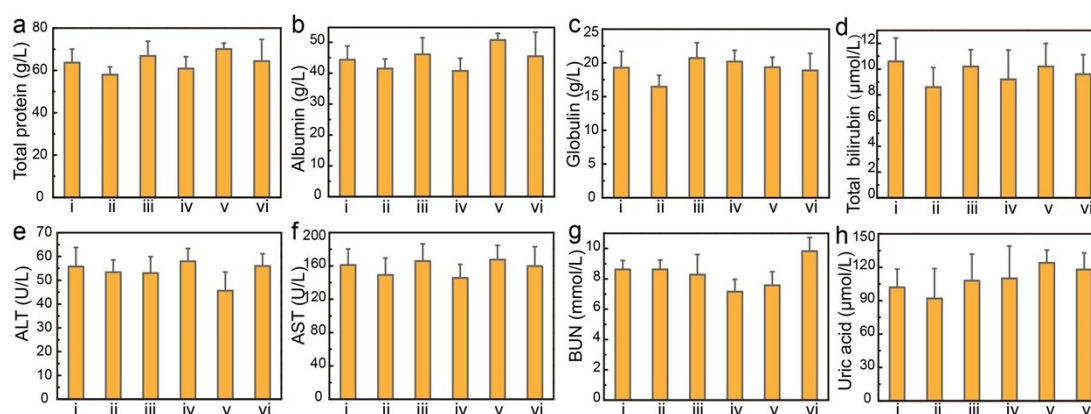 a
Total protein (g/L)
80
60
40
20
0
i ii iii iv v vi
b
Albumin (g/L)
50
40
30
20
10
0
i ii iii iv v vi
c
Globulin (g/L)
25
20
15
10
5
0
i ii iii iv v vi
d
Total bilirubin (μmol/L)
12
10
8
6
4
2
0
i ii iii iv v vi
e
ALT (U/L)
70
60
50
40
30
20
10
0
i ii iii iv v vi
f
AST (U/L)
200
160
120
80
40
0
i ii iii iv v vi
g
BUN (mmol/L)
10
8
6
4
2
0
i ii iii iv v vi
h
Uric acid (μmol/L)
150
120
90
60
30
0
i ii iii iv v vi